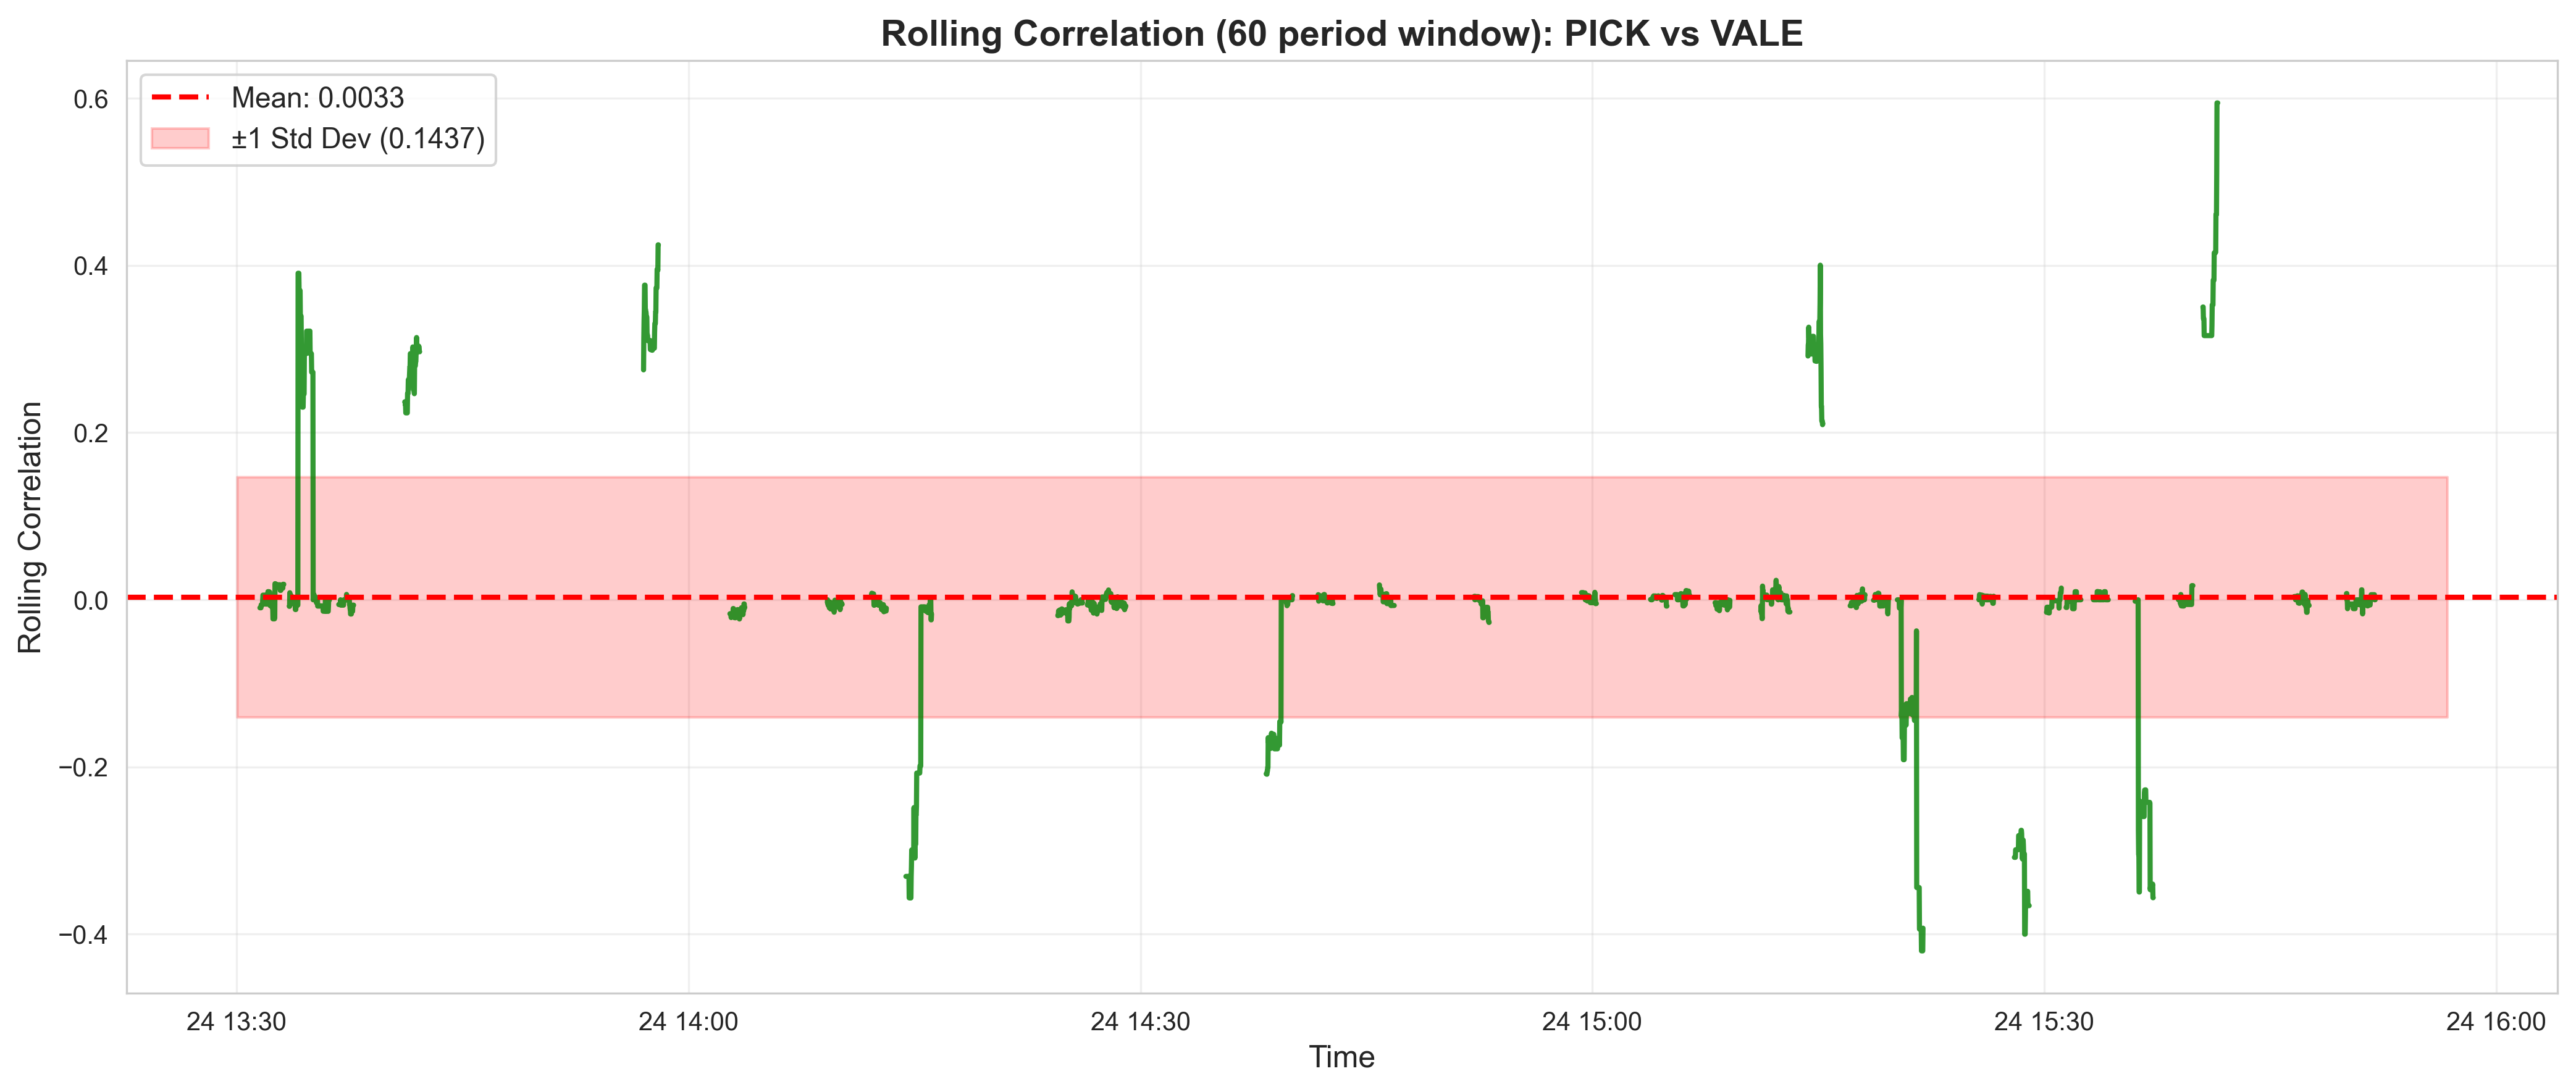 Rolling Correlation (60 period window): PICK vs VALE
Mean: 0.0033
±1 Std Dev (0.1437)
Rolling Correlation
0.6
0.4
0.2
0.0
−0.2
−0.4
24 13:30
24 14:00
24 14:30
24 15:00
24 15:30
24 16:00
Time